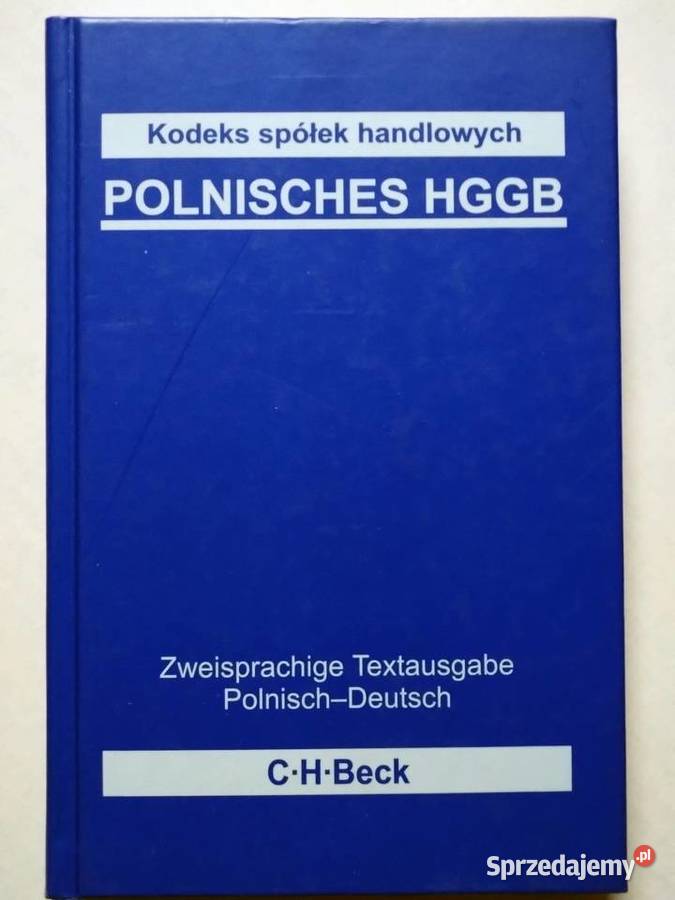 Kodeks spółek handlowych
POLNISCHES HGGB
Zweisprachige Textausgabe
Polnisch–Deutsch
C·H·Beck
Sprzedajemy.pl